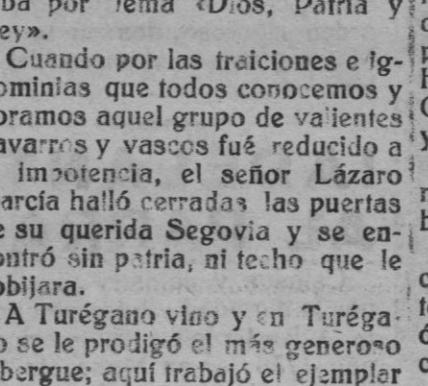 ba por lema «Dios, Patria y
ey».
Cuando por las traiciones e ig-
ominias que todos conocemos y
oramos aquel grupo de valientes
avarros y vascos fué reducido a
impotencia, el señor Lázaro
arcía halló cerradas las puertas
e su querida Segovia y se en-
ontró sin patria, ni techo que le
obijara.
A Turégano vino y en Turéga-
o se le prodigó el más generoso
bergue; aquí trabajó el ejemplar